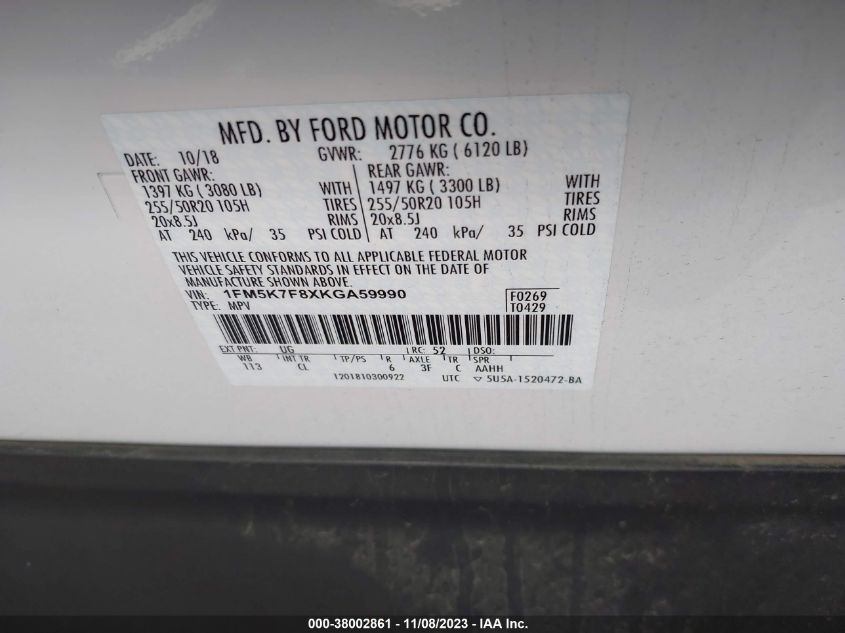 MFD. BY FORD MOTOR CO.
DATE: 10/18 GVWR: 2776 KG ( 6120 LB)
FRONT GAWR: REAR GAWR:
1397 KG ( 3080 LB) WITH 1497 KG ( 3300 LB) WITH
255/50R20 105H TIRES 255/50R20 105H TIRES
20x8.5J RIMS 20x8.5J RIMS
AT 240 kPa/ 35 PSI COLD AT 240 kPa/ 35 PSI COLD
THIS VEHICLE CONFORMS TO ALL APPLICABLE FEDERAL MOTOR
VEHICLE SAFETY STANDARDS IN EFFECT ON THE DATE OF
MANUFACTURE SHOWN ABOVE.
VIN: 1FM5K7F8XKGA59990 F0269
TYPE: MPV T0429
EXT PNT: UG RC: 52 DSO:
WB INT TR TP/PS R AXLE TR SPR
113 CL 6 3F C AAHH
1201810300922 UTC ▽ 5U5A-1520472-BA
000-38002861 - 11/08/2023 - IAA Inc.